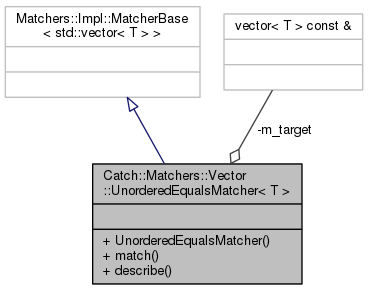 Matchers::Impl::MatcherBase
< std::vector< T > >
vector< T > const &
-m_target
Catch::Matchers::Vector
::UnorderedEqualsMatcher< T >
+ UnorderedEqualsMatcher()
+ match()
+ describe()